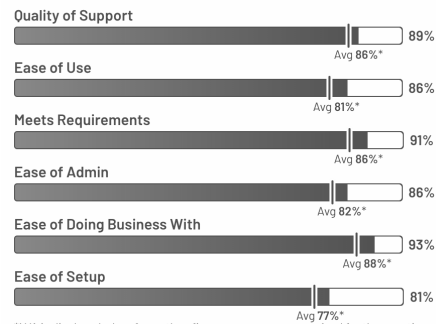 Quality of Support
89%
Avg 86%*
Ease of Use
86%
Avg 81%*
Meets Requirements
91%
Avg 86%*
Ease of Admin
86%
Avg 82%*
Ease of Doing Business With
93%
Avg 88%*
Ease of Setup
81%
Avg 77%*